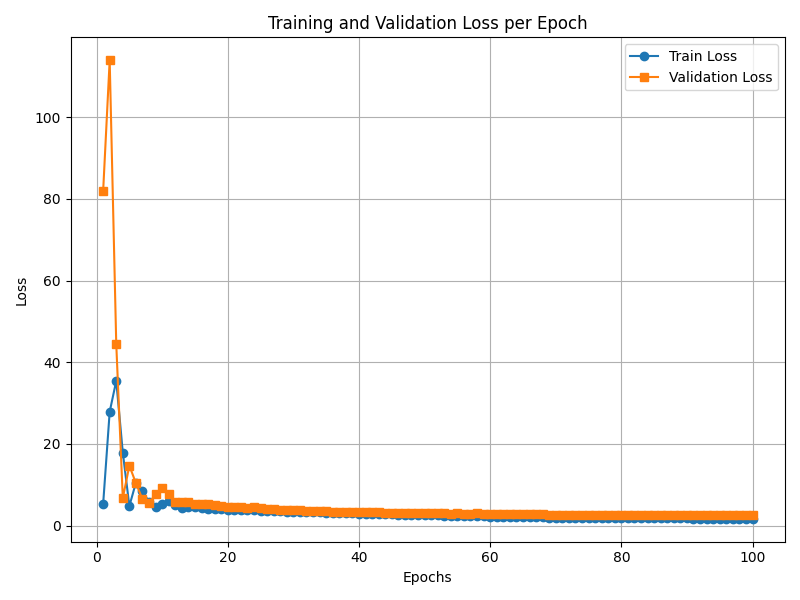 Training and Validation Loss per Epoch
Train Loss
Validation Loss
100
80
60
40
20
0
Loss
0 20 40 60 80 100
Epochs